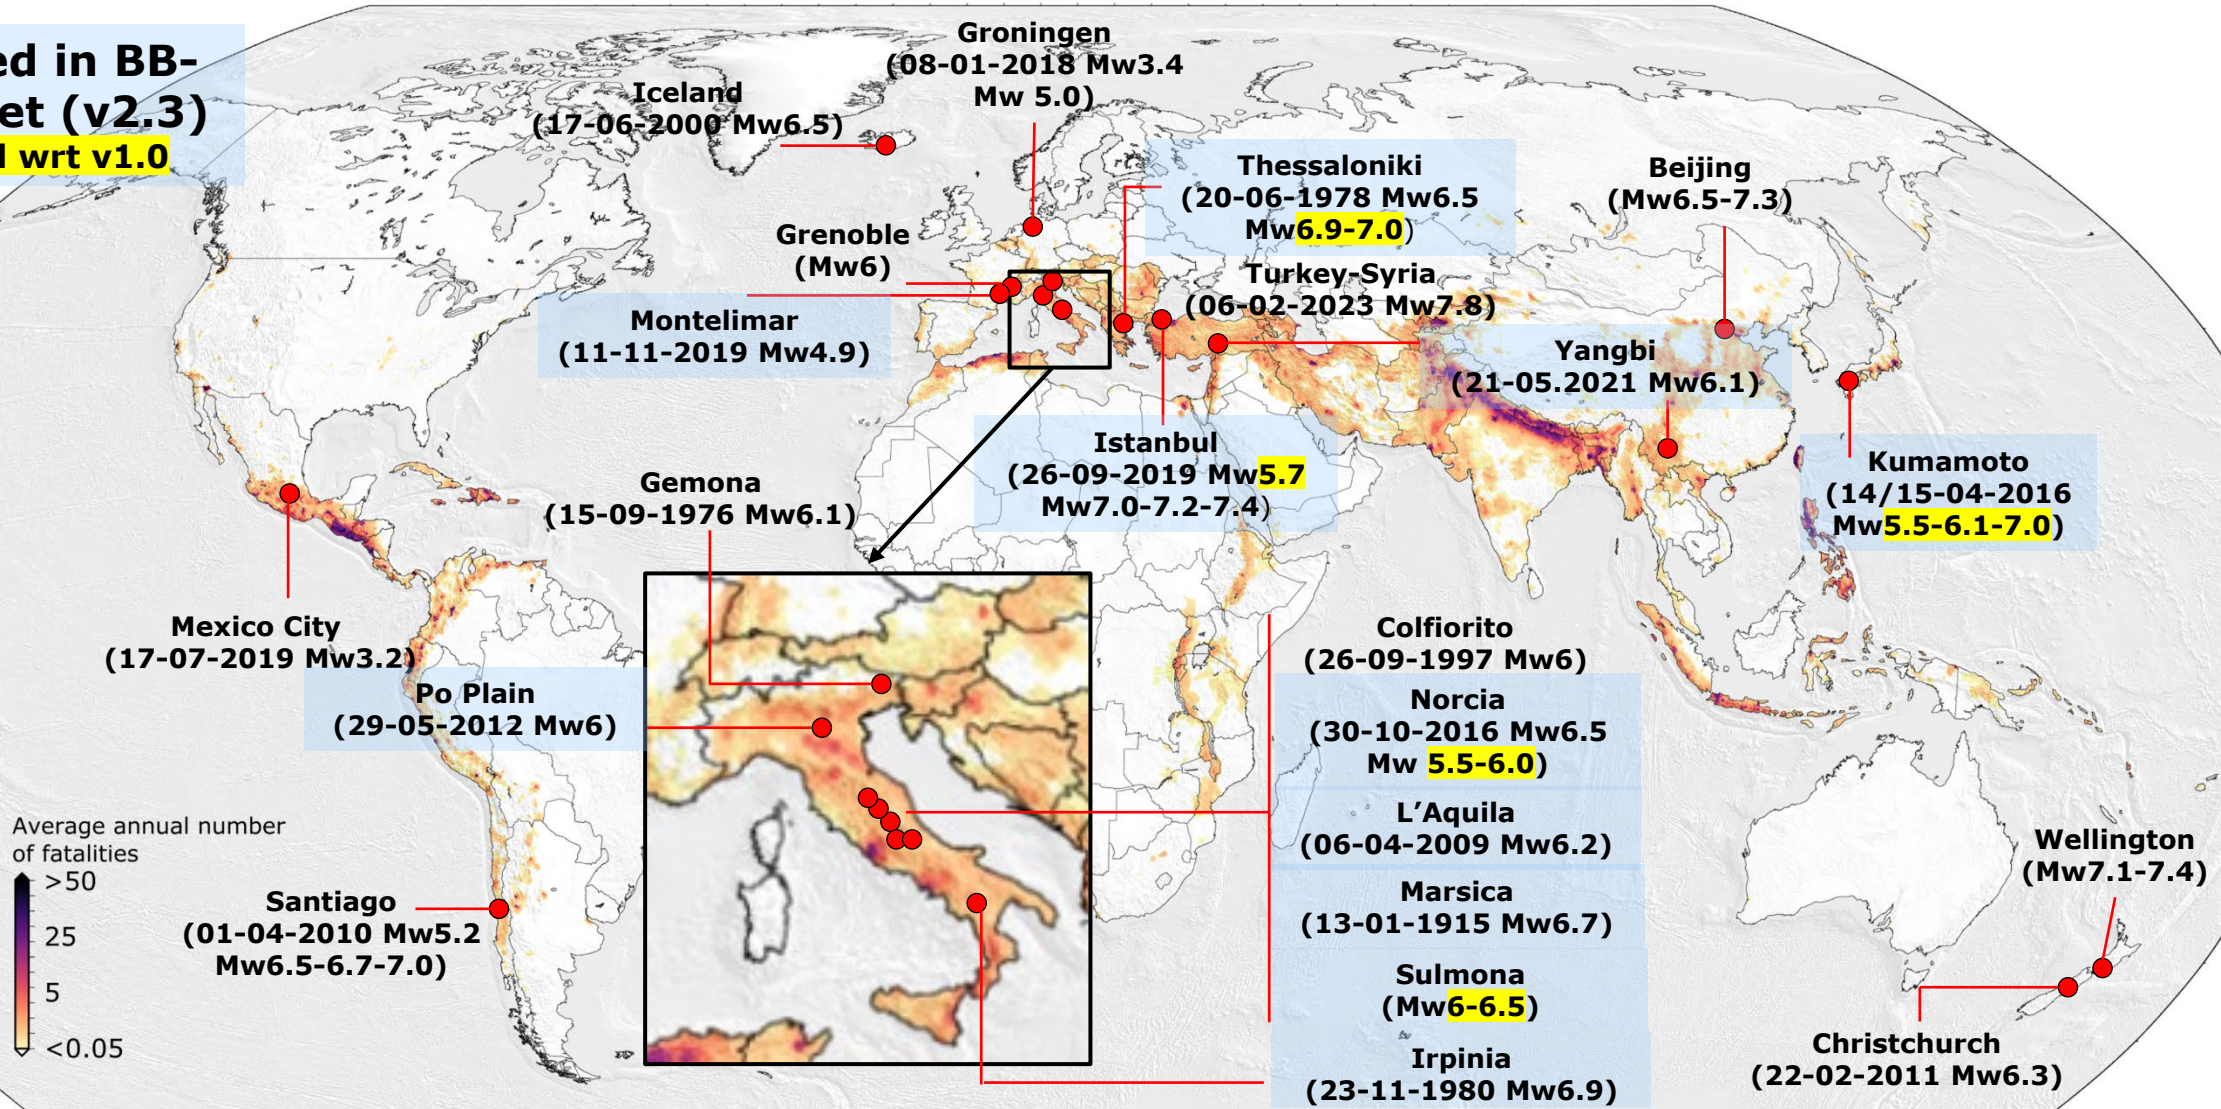 ed in BB-
et (v2.3)
wrt v1.0
Groningen
(08-01-2018 Mw3.4
Mw 5.0)
Iceland
(17-06-2000 Mw6.5)
Thessaloniki
(20-06-1978 Mw6.5
Mw6.9-7.0)
Beijing
(Mw6.5-7.3)
Grenoble
(Mw6)
Turkey-Syria
(06-02-2023 Mw7.8)
Montelimar
(11-11-2019 Mw4.9)
Yangbi
(21-05.2021 Mw6.1)
Istanbul
(26-09-2019 Mw5.7
Mw7.0-7.2-7.4)
Kumamoto
(14/15-04-2016
Mw5.5-6.1-7.0)
Gemona
(15-09-1976 Mw6.1)
Mexico City
(17-07-2019 Mw3.2)
Po Plain
(29-05-2012 Mw6)
Colfiorito
(26-09-1997 Mw6)
Norcia
(30-10-2016 Mw6.5
Mw 5.5-6.0)
L’Aquila
(06-04-2009 Mw6.2)
Marsica
(13-01-1915 Mw6.7)
Sulmona
(Mw6-6.5)
Irpinia
(23-11-1980 Mw6.9)
Wellington
(Mw7.1-7.4)
Christchurch
(22-02-2011 Mw6.3)
Santiago
(01-04-2010 Mw5.2
Mw6.5-6.7-7.0)
Average annual number
of fatalities
>50
25
5
<0.05